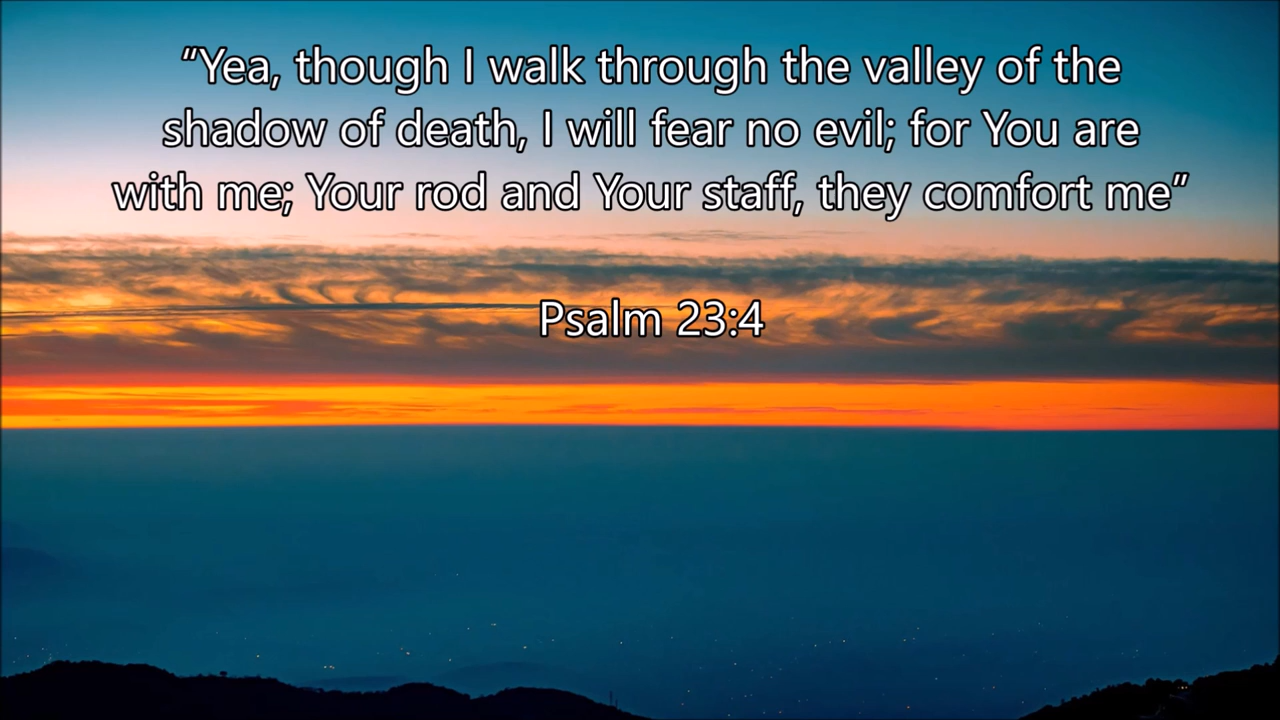 “Yea, though I walk through the valley of the
shadow of death, I will fear no evil; for You are
with me; Your rod and Your staff, they comfort me”
Psalm 23:4